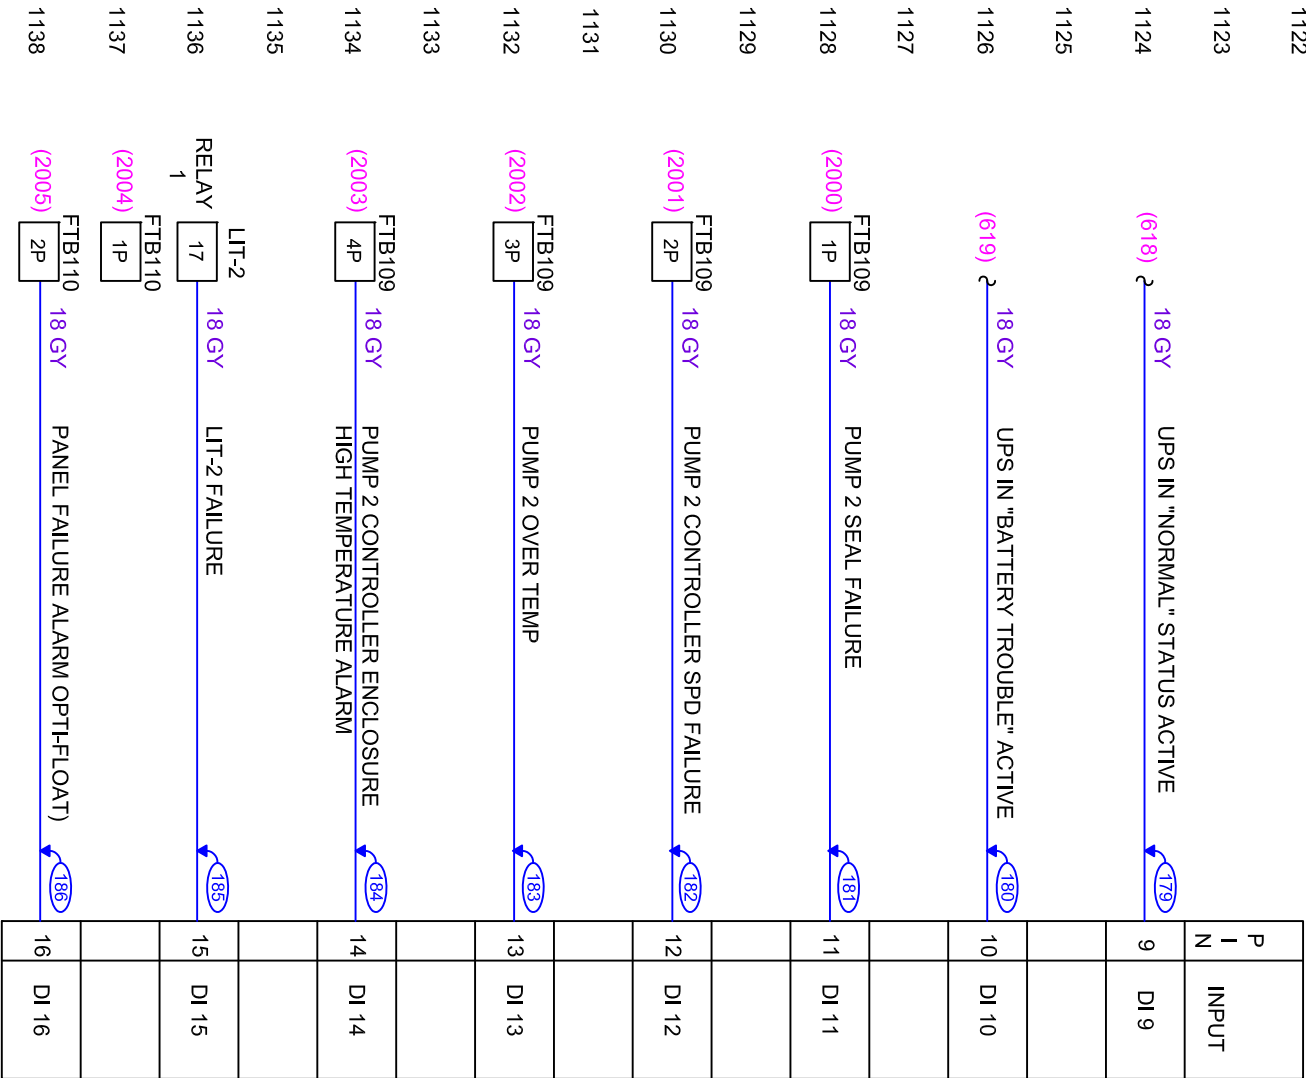 1122
1123
1124
1125
1126
1127
1128
1129
1130
1131
1132
1133
1134
1135
1136
1137
1138
PIN INPUT
(618) 18 GY UPS IN "NORMAL" STATUS ACTIVE 179 9 DI 9
(619) 18 GY UPS IN "BATTERY TROUBLE" ACTIVE 180 10 DI 10
FTB109
(2000) 1P 18 GY PUMP 2 SEAL FAILURE 181 11 DI 11
FTB109
(2001) 2P 18 GY PUMP 2 CONTROLLER SPD FAILURE 182 12 DI 12
FTB109
(2002) 3P 18 GY PUMP 2 OVER TEMP 183 13 DI 13
FTB109
(2003) 4P 18 GY PUMP 2 CONTROLLER ENCLOSURE
HIGH TEMPERATURE ALARM 184 14 DI 14
LIT-2
RELAY
1
17 18 GY LIT-2 FAILURE 185 15 DI 15
FTB110
(2004) 1P
FTB110
(2005) 2P 18 GY PANEL FAILURE ALARM OPTI-FLOAT) 186 16 DI 16